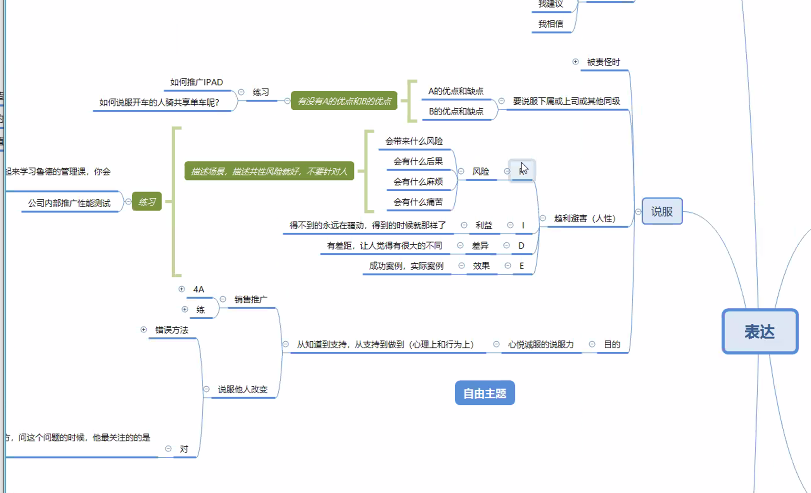 我建议
我相信
被责怪时
如何推广IPAD
如何说服开车的人骑共享单车呢？
练习
有没有A的优点和B的优点
A的优点和缺点
B的优点和缺点
要说服下属或上司或其他同级
会带来什么风险
会有什么后果
会有什么麻烦
会有什么痛苦
描述场景，描述共性风险就好，不要针对人
风险
起来学习鲁德的管理课，你会
公司内部推广性能测试
练习
得不到的永远在骚动，得到的时候就那样了
利益
I
有差距，让人觉得有很大的不同
差异
D
成功案例，实际案例
效果
E
趋利避害（人性）
说服
表达
4A
练
销售推广
错误方法
从知道到支持，从支持到做到（心理上和行为上）
心悦诚服的说服力
目的
说服他人改变
自由主题
方，问这个问题的时候，他最关注的的是
对